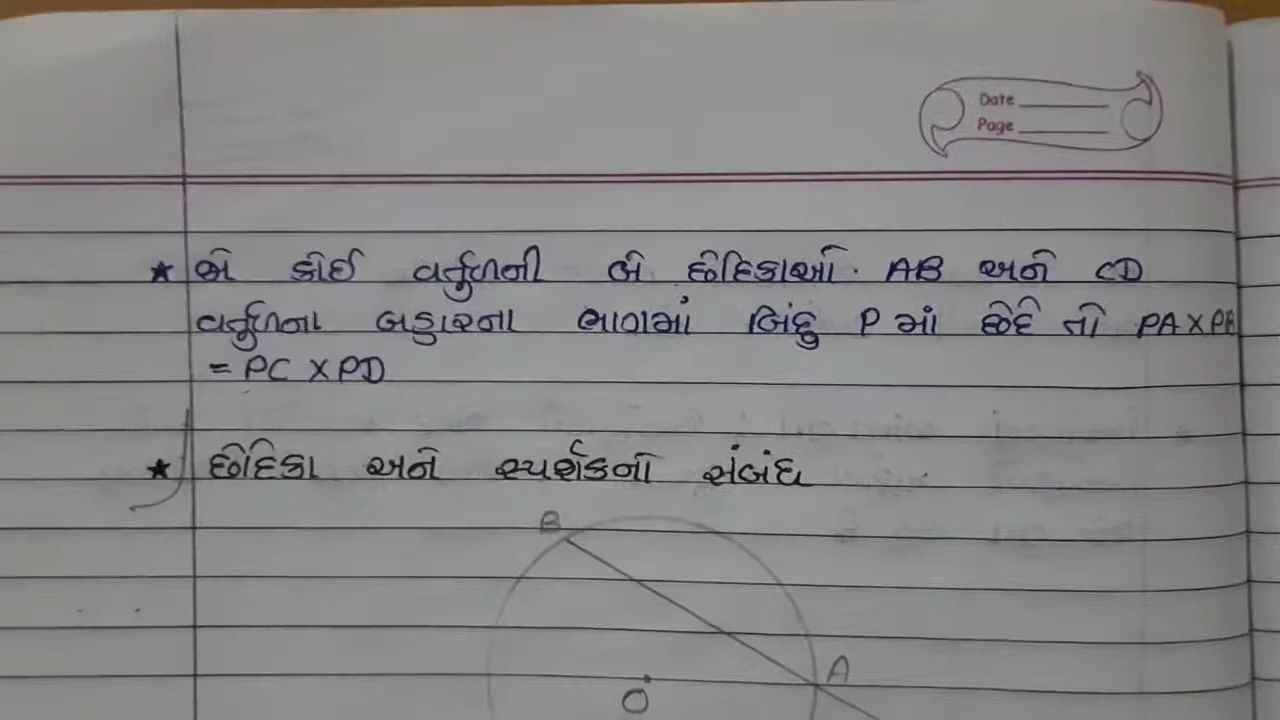 Date
Page
★ જો કોઈ વર્તુળની બે છેદિકાઓ. AB અને CD
વર્તુળના બહારના ભાગમાં બિંદુ P માં છેદે તો PA X PB
= PC X PD
★ છેદિકા અને સ્પર્શકનો સંબંધ
B
A
O